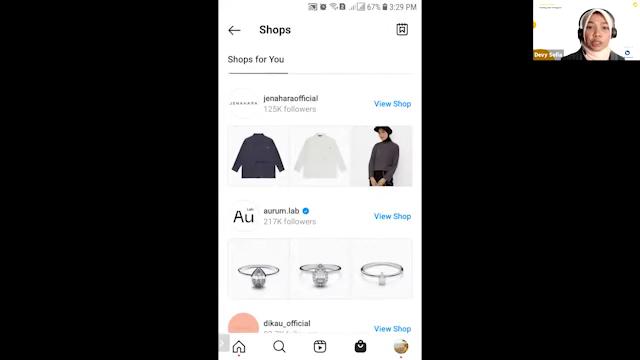 67% 3:29 PM
Shops
Shops for You
JENAHARA
jenaharaofficial
125K followers
View Shop
Au Lab
aurum.lab
217K followers
View Shop
dikau_official
View Shop
Devy Sofia